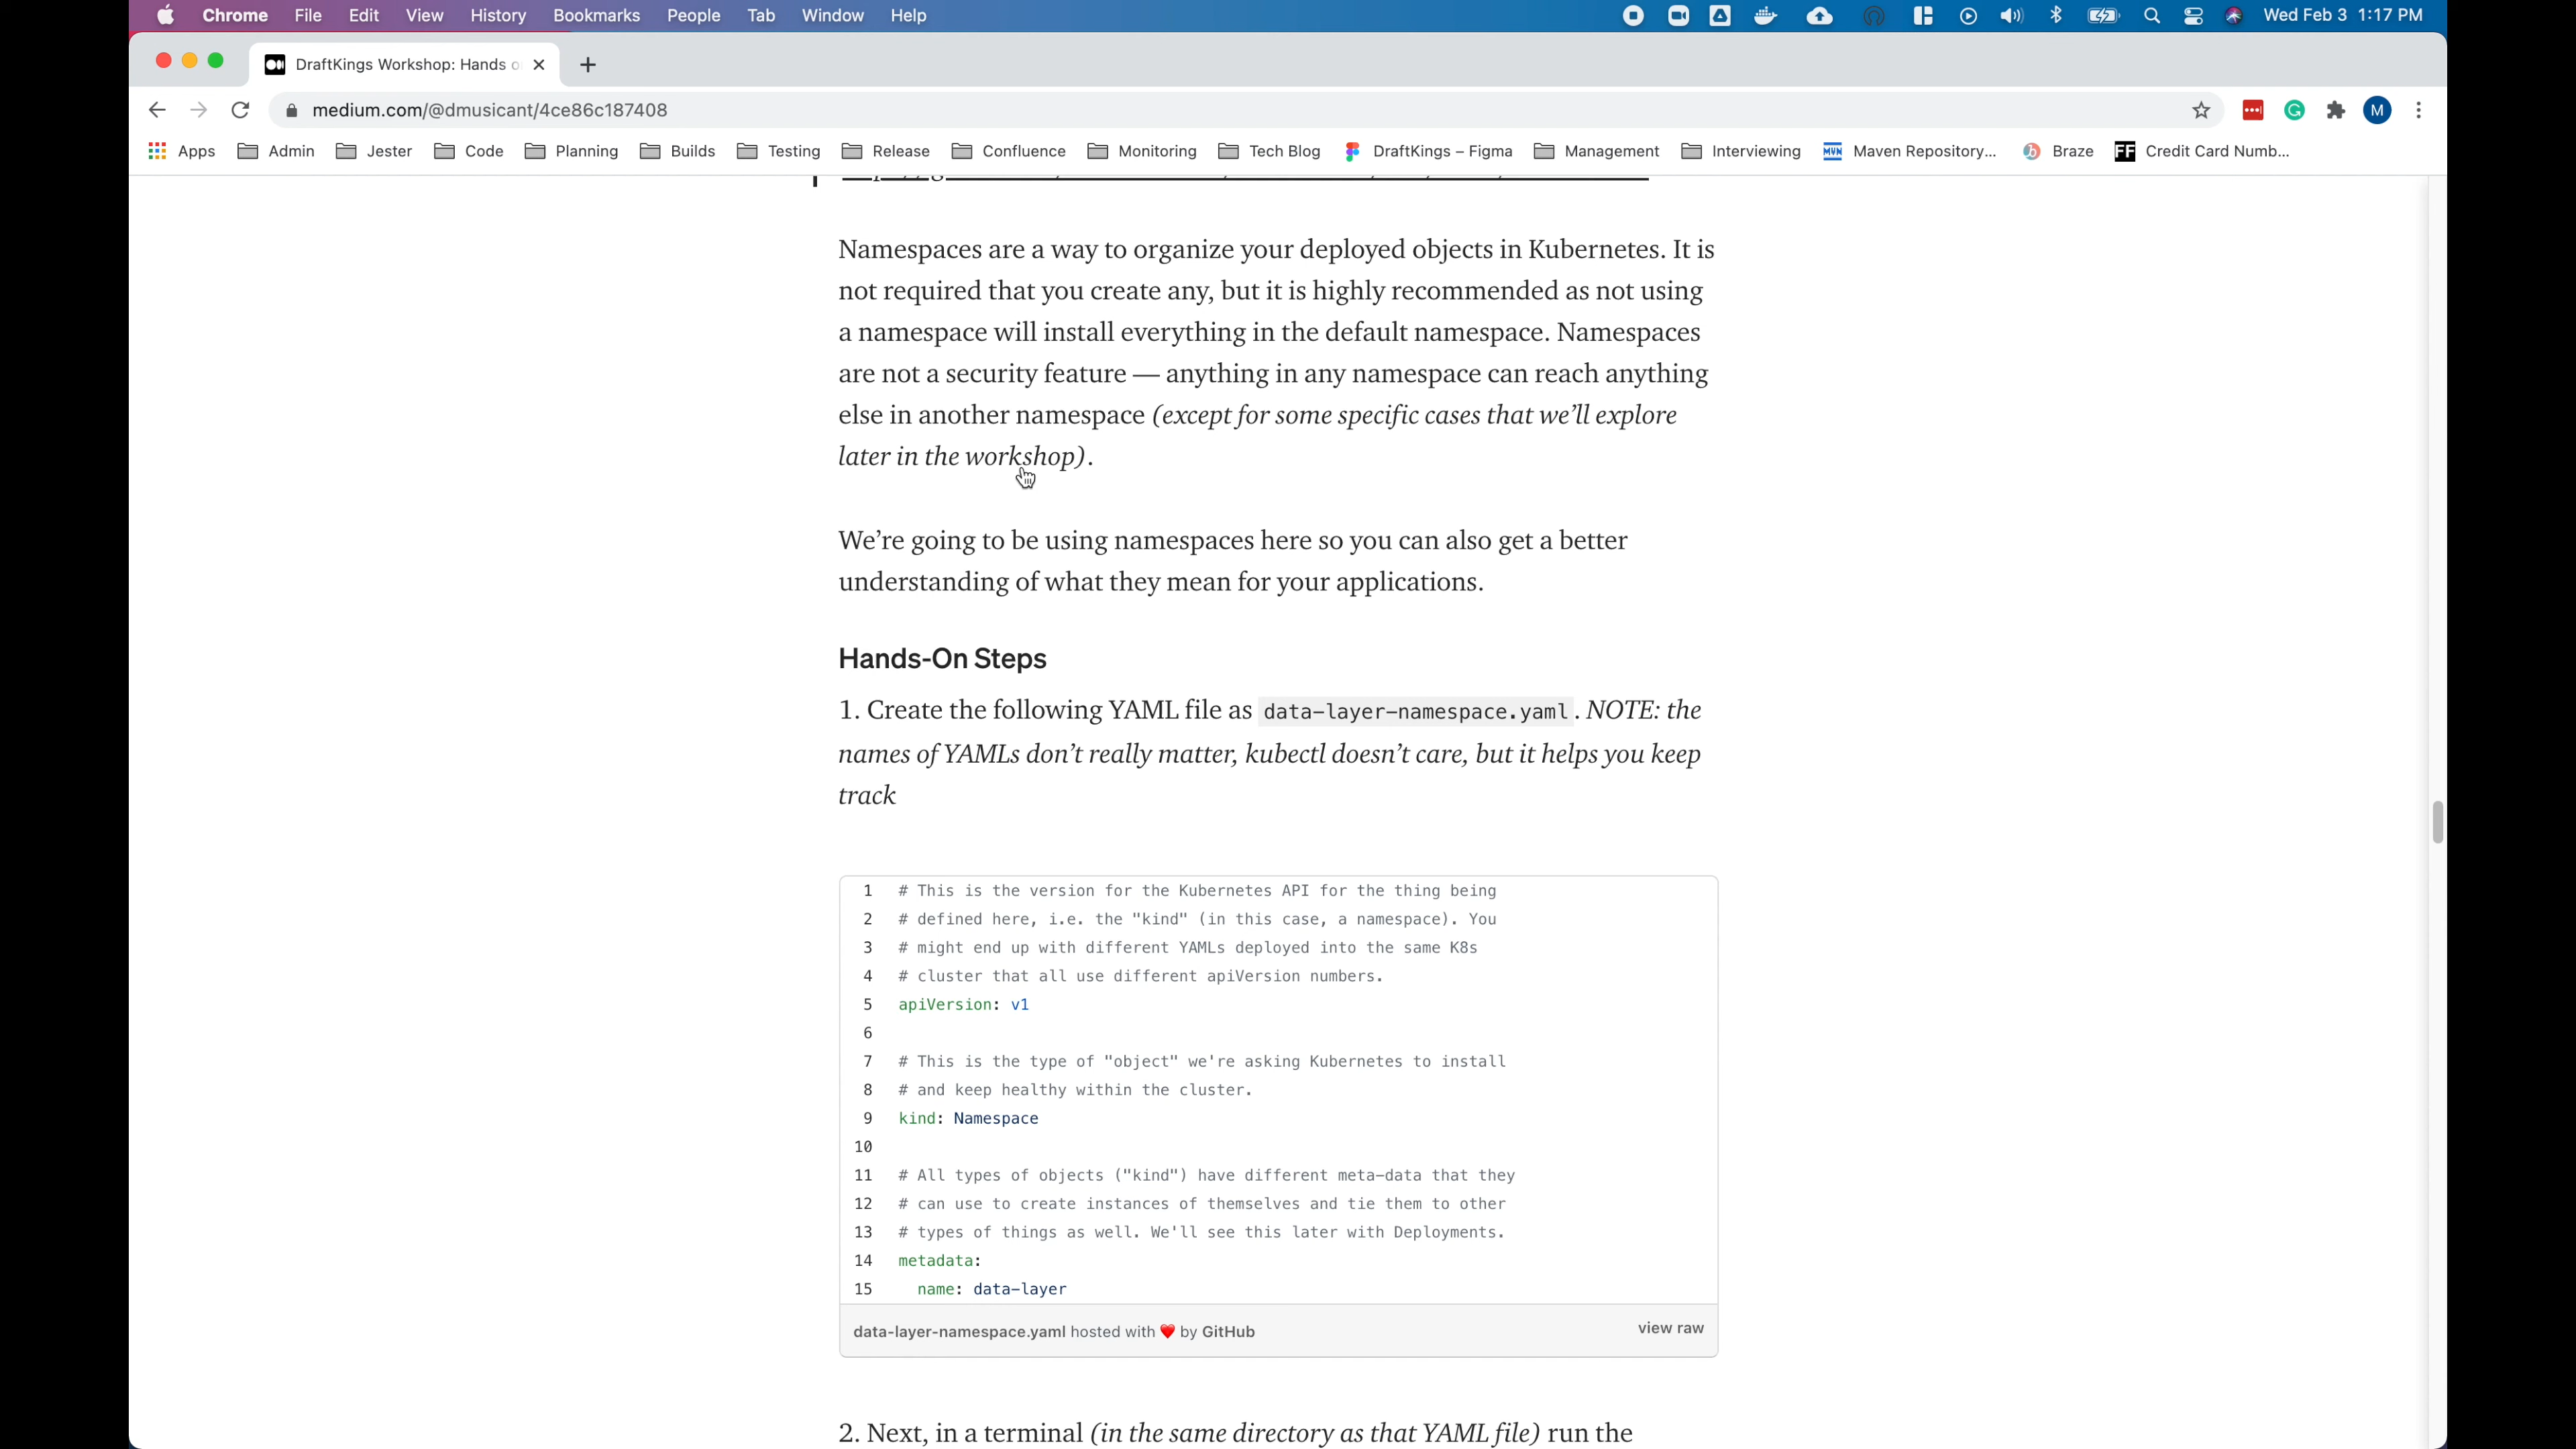 Chrome File Edit View History Bookmarks People Tab Window Help Wed Feb 3 1:17 PM
DraftKings Workshop: Hands o
medium.com/@dmusicant/4ce86c187408 M
Apps Admin Jester Code Planning Builds Testing Release Confluence Monitoring Tech Blog DraftKings – Figma Management Interviewing MVN Maven Repository... Braze FF Credit Card Numb...
Namespaces are a way to organize your deployed objects in Kubernetes. It is
not required that you create any, but it is highly recommended as not using
a namespace will install everything in the default namespace. Namespaces
are not a security feature — anything in any namespace can reach anything
else in another namespace (except for some specific cases that we’ll explore
later in the workshop).
We’re going to be using namespaces here so you can also get a better
understanding of what they mean for your applications.
Hands-On Steps
1. Create the following YAML file as data-layer-namespace.yaml. NOTE: the
names of YAMLs don’t really matter, kubectl doesn’t care, but it helps you keep
track
1 # This is the version for the Kubernetes API for the thing being
2 # defined here, i.e. the "kind" (in this case, a namespace). You
3 # might end up with different YAMLs deployed into the same K8s
4 # cluster that all use different apiVersion numbers.
5 apiVersion: v1
6
7 # This is the type of "object" we're asking Kubernetes to install
8 # and keep healthy within the cluster.
9 kind: Namespace
10
11 # All types of objects ("kind") have different meta-data that they
12 # can use to create instances of themselves and tie them to other
13 # types of things as well. We'll see this later with Deployments.
14 metadata:
15 name: data-layer
data-layer-namespace.yaml hosted with ❤ by GitHub view raw
2. Next, in a terminal (in the same directory as that YAML file) run the